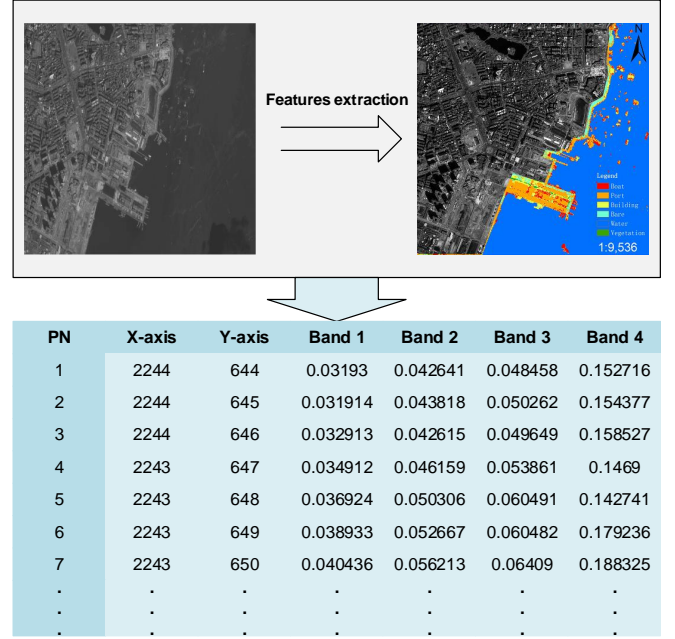 Features extraction
N
Legend
Boat
Port
Building
Bare
Water
Vegetation
1:9,536
PN X-axis Y-axis Band 1 Band 2 Band 3 Band 4
1 2244 644 0.03193 0.042641 0.048458 0.152716
2 2244 645 0.031914 0.043818 0.050262 0.154377
3 2244 646 0.032913 0.042615 0.049649 0.158527
4 2243 647 0.034912 0.046159 0.053861 0.1469
5 2243 648 0.036924 0.050306 0.060491 0.142741
6 2243 649 0.038933 0.052667 0.060482 0.179236
7 2243 650 0.040436 0.056213 0.06409 0.188325
. . . . . . .
. . . . . . .
. . . . . . .